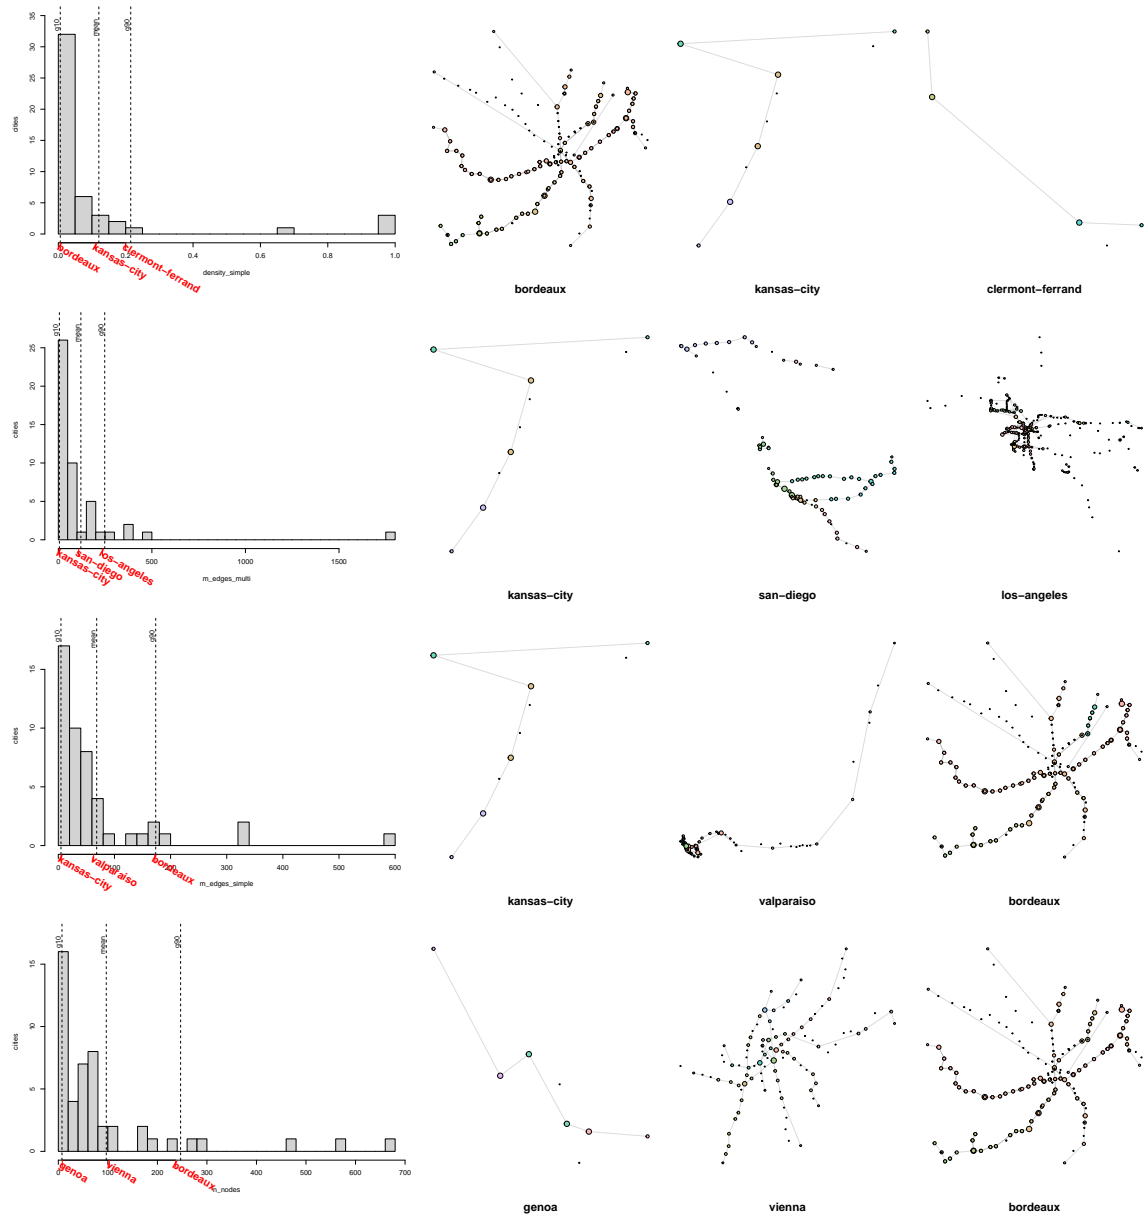 q10 mean q90
35
30
25
20
15
10
5
0
cities
0.0 0.2 0.4 0.6 0.8 1.0
bordeaux kansas-city clermont-ferrand
density_simple
bordeaux kansas-city clermont-ferrand
q10 mean q90
25
20
15
10
5
0
cities
0 500 1000 1500
kansas-city san-diego los-angeles
m_edges_multi
kansas-city san-diego los-angeles
q10 mean q90
15
10
5
0
cities
0 100 200 300 400 500 600
kansas-city valparaiso bordeaux
m_edges_simple
kansas-city valparaiso bordeaux
q10 mean q90
15
10
5
0
cities
0 100 200 300 400 500 600 700
genoa vienna bordeaux
n_nodes
genoa vienna bordeaux